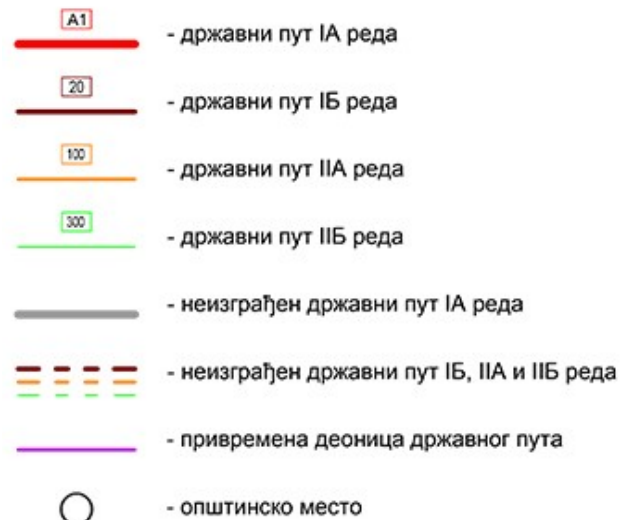 A1
- државни пут IA реда
20
- државни пут IБ реда
100
- државни пут IIA реда
300
- државни пут IIБ реда
- неизграђен државни пут IA реда
- неизграђен државни пут IБ, IIA и IIБ реда
- привремена деоница државног пута
- општинско место